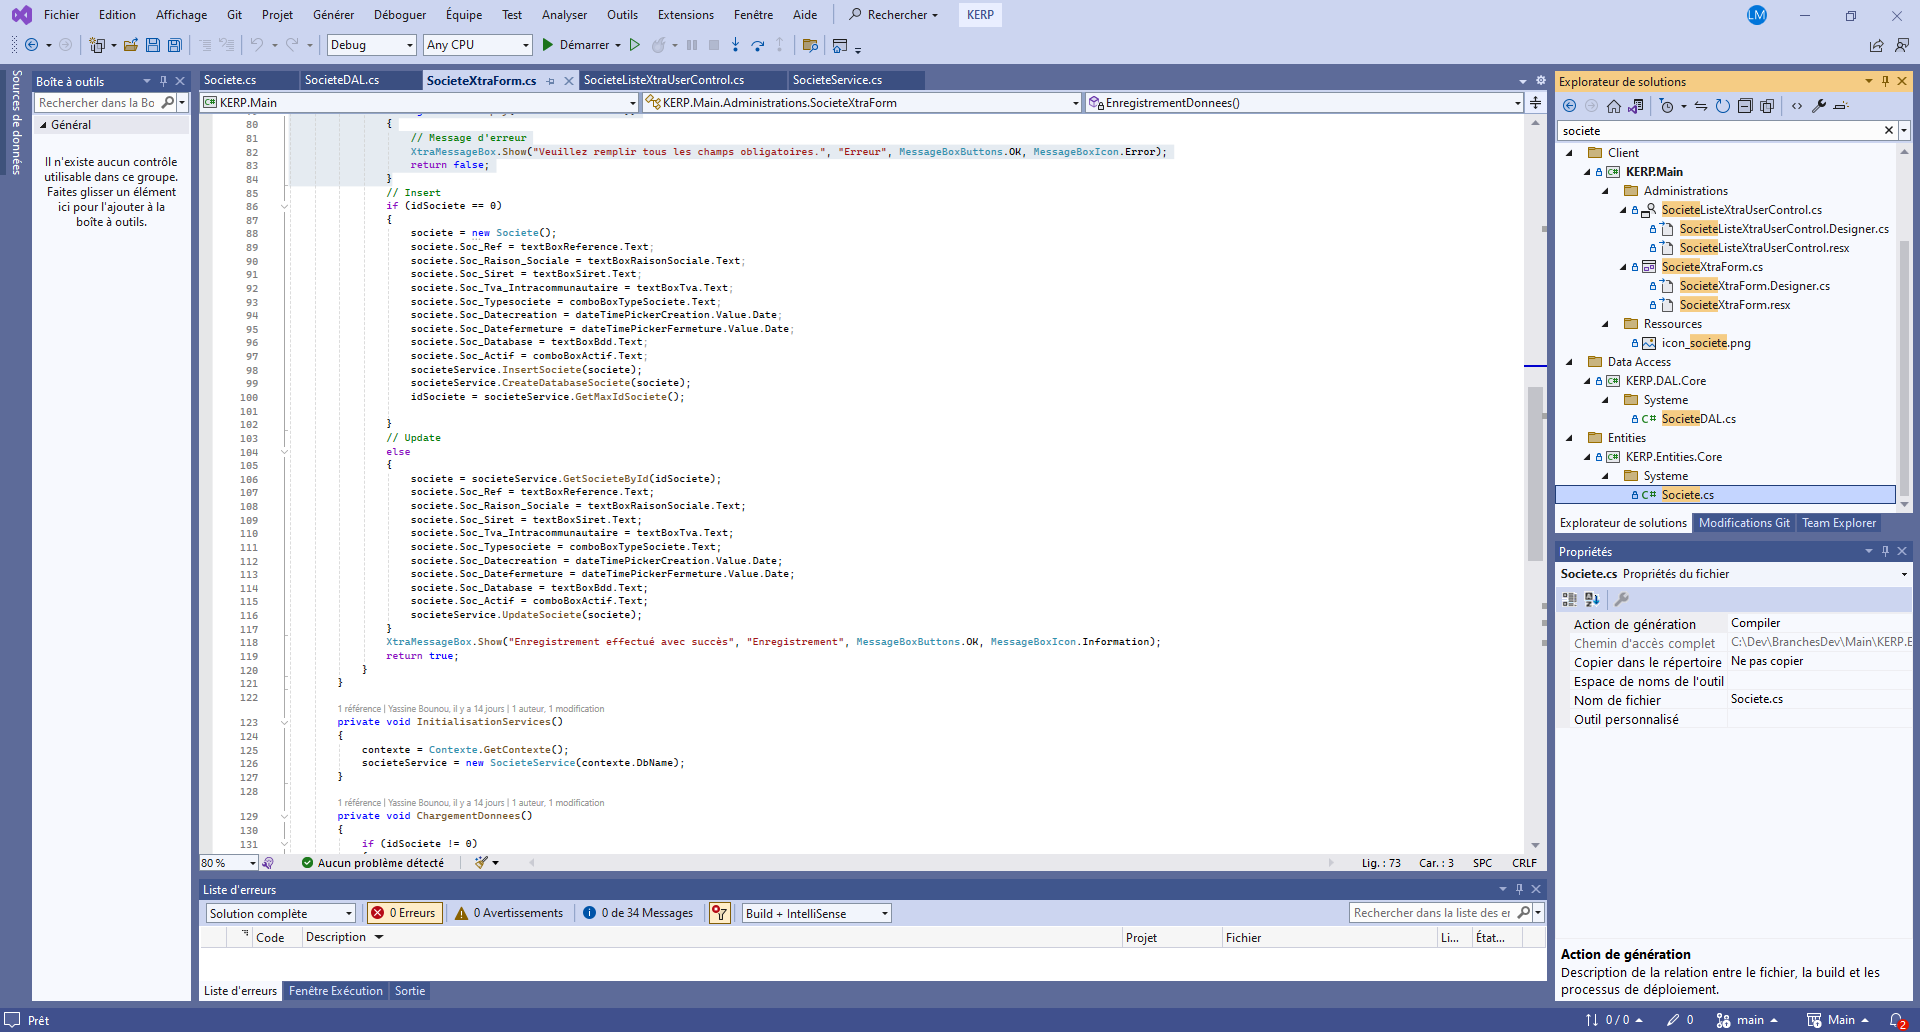 Fichier Edition Affichage Git Projet Générer Déboguer Équipe Test Analyser Outils Extensions Fenêtre Aide Rechercher KERP LM
Debug Any CPU Démarrer
Sources de données
Boîte à outils
Rechercher dans la Bo
Général
Il n'existe aucun contrôle
utilisable dans ce groupe.
Faites glisser un élément
ici pour l'ajouter à la
boîte à outils.
Societe.cs SocieteDAL.cs SocieteXtraForm.cs SocieteListeXtraUserControl.cs SocieteService.cs
KERP.Main KERP.Main.Administrations.SocieteXtraForm EnregistrementDonnees()
80 {
81 // Message d'erreur
82 XtraMessageBox.Show("Veuillez remplir tous les champs obligatoires.", "Erreur", MessageBoxButtons.OK, MessageBoxIcon.Error);
83 return false;
84 }
85 // Insert
86 if (idSociete == 0)
87 {
88 societe = new Societe();
89 societe.Soc_Ref = textBoxReference.Text;
90 societe.Soc_Raison_Sociale = textBoxRaisonSociale.Text;
91 societe.Soc_Siret = textBoxSiret.Text;
92 societe.Soc_Tva_Intracommunautaire = textBoxTva.Text;
93 societe.Soc_Typesociete = comboBoxTypeSociete.Text;
94 societe.Soc_Datecreation = dateTimePickerCreation.Value.Date;
95 societe.Soc_Datefermeture = dateTimePickerFermeture.Value.Date;
96 societe.Soc_Database = textBoxBdd.Text;
97 societe.Soc_Actif = comboBoxActif.Text;
98 societeService.InsertSociete(societe);
99 societeService.CreateDatabaseSociete(societe);
100 idSociete = societeService.GetMaxIdSociete();
101
102 }
103 // Update
104 else
105 {
106 societe = societeService.GetSocieteById(idSociete);
107 societe.Soc_Ref = textBoxReference.Text;
108 societe.Soc_Raison_Sociale = textBoxRaisonSociale.Text;
109 societe.Soc_Siret = textBoxSiret.Text;
110 societe.Soc_Tva_Intracommunautaire = textBoxTva.Text;
111 societe.Soc_Typesociete = comboBoxTypeSociete.Text;
112 societe.Soc_Datecreation = dateTimePickerCreation.Value.Date;
113 societe.Soc_Datefermeture = dateTimePickerFermeture.Value.Date;
114 societe.Soc_Database = textBoxBdd.Text;
115 societe.Soc_Actif = comboBoxActif.Text;
116 societeService.UpdateSociete(societe);
117 }
118 XtraMessageBox.Show("Enregistrement effectué avec succès", "Enregistrement", MessageBoxButtons.OK, MessageBoxIcon.Information);
119 return true;
120 }
121 }
122
1 référence | Yassine Bounou, il y a 14 jours | 1 auteur, 1 modification
123 private void InitialisationServices()
124 {
125 contexte = Contexte.GetContexte();
126 societeService = new SocieteService(contexte.DbName);
127 }
128
1 référence | Yassine Bounou, il y a 14 jours | 1 auteur, 1 modification
129 private void ChargementDonnees()
130 {
131 if (idSociete != 0)
80 % Aucun problème détecté Lig. : 73 Car. : 3 SPC CRLF
Liste d'erreurs
Solution complète 0 Erreurs 0 Avertissements 0 de 34 Messages Build + IntelliSense Rechercher dans la liste des er
Code Description Projet Fichier Li... État...
Liste d'erreurs Fenêtre Exécution Sortie
Explorateur de solutions
societe
Client
KERP.Main
Administrations
SocieteListeXtraUserControl.cs
SocieteListeXtraUserControl.Designer.cs
SocieteListeXtraUserControl.resx
SocieteXtraForm.cs
SocieteXtraForm.Designer.cs
SocieteXtraForm.resx
Ressources
icon_societe.png
Data Access
KERP.DAL.Core
Systeme
SocieteDAL.cs
Entities
KERP.Entities.Core
Systeme
Societe.cs
Explorateur de solutions Modifications Git Team Explorer
Propriétés
Societe.cs Propriétés du fichier
Action de génération Compiler
Chemin d'accès complet C:\Dev\BranchesDev\Main\KERP.E
Copier dans le répertoire Ne pas copier
Espace de noms de l'outil
Nom de fichier Societe.cs
Outil personnalisé
Action de génération
Description de la relation entre le fichier, la build et les
processus de déploiement.
Prêt 0 / 0 0 main Main 2